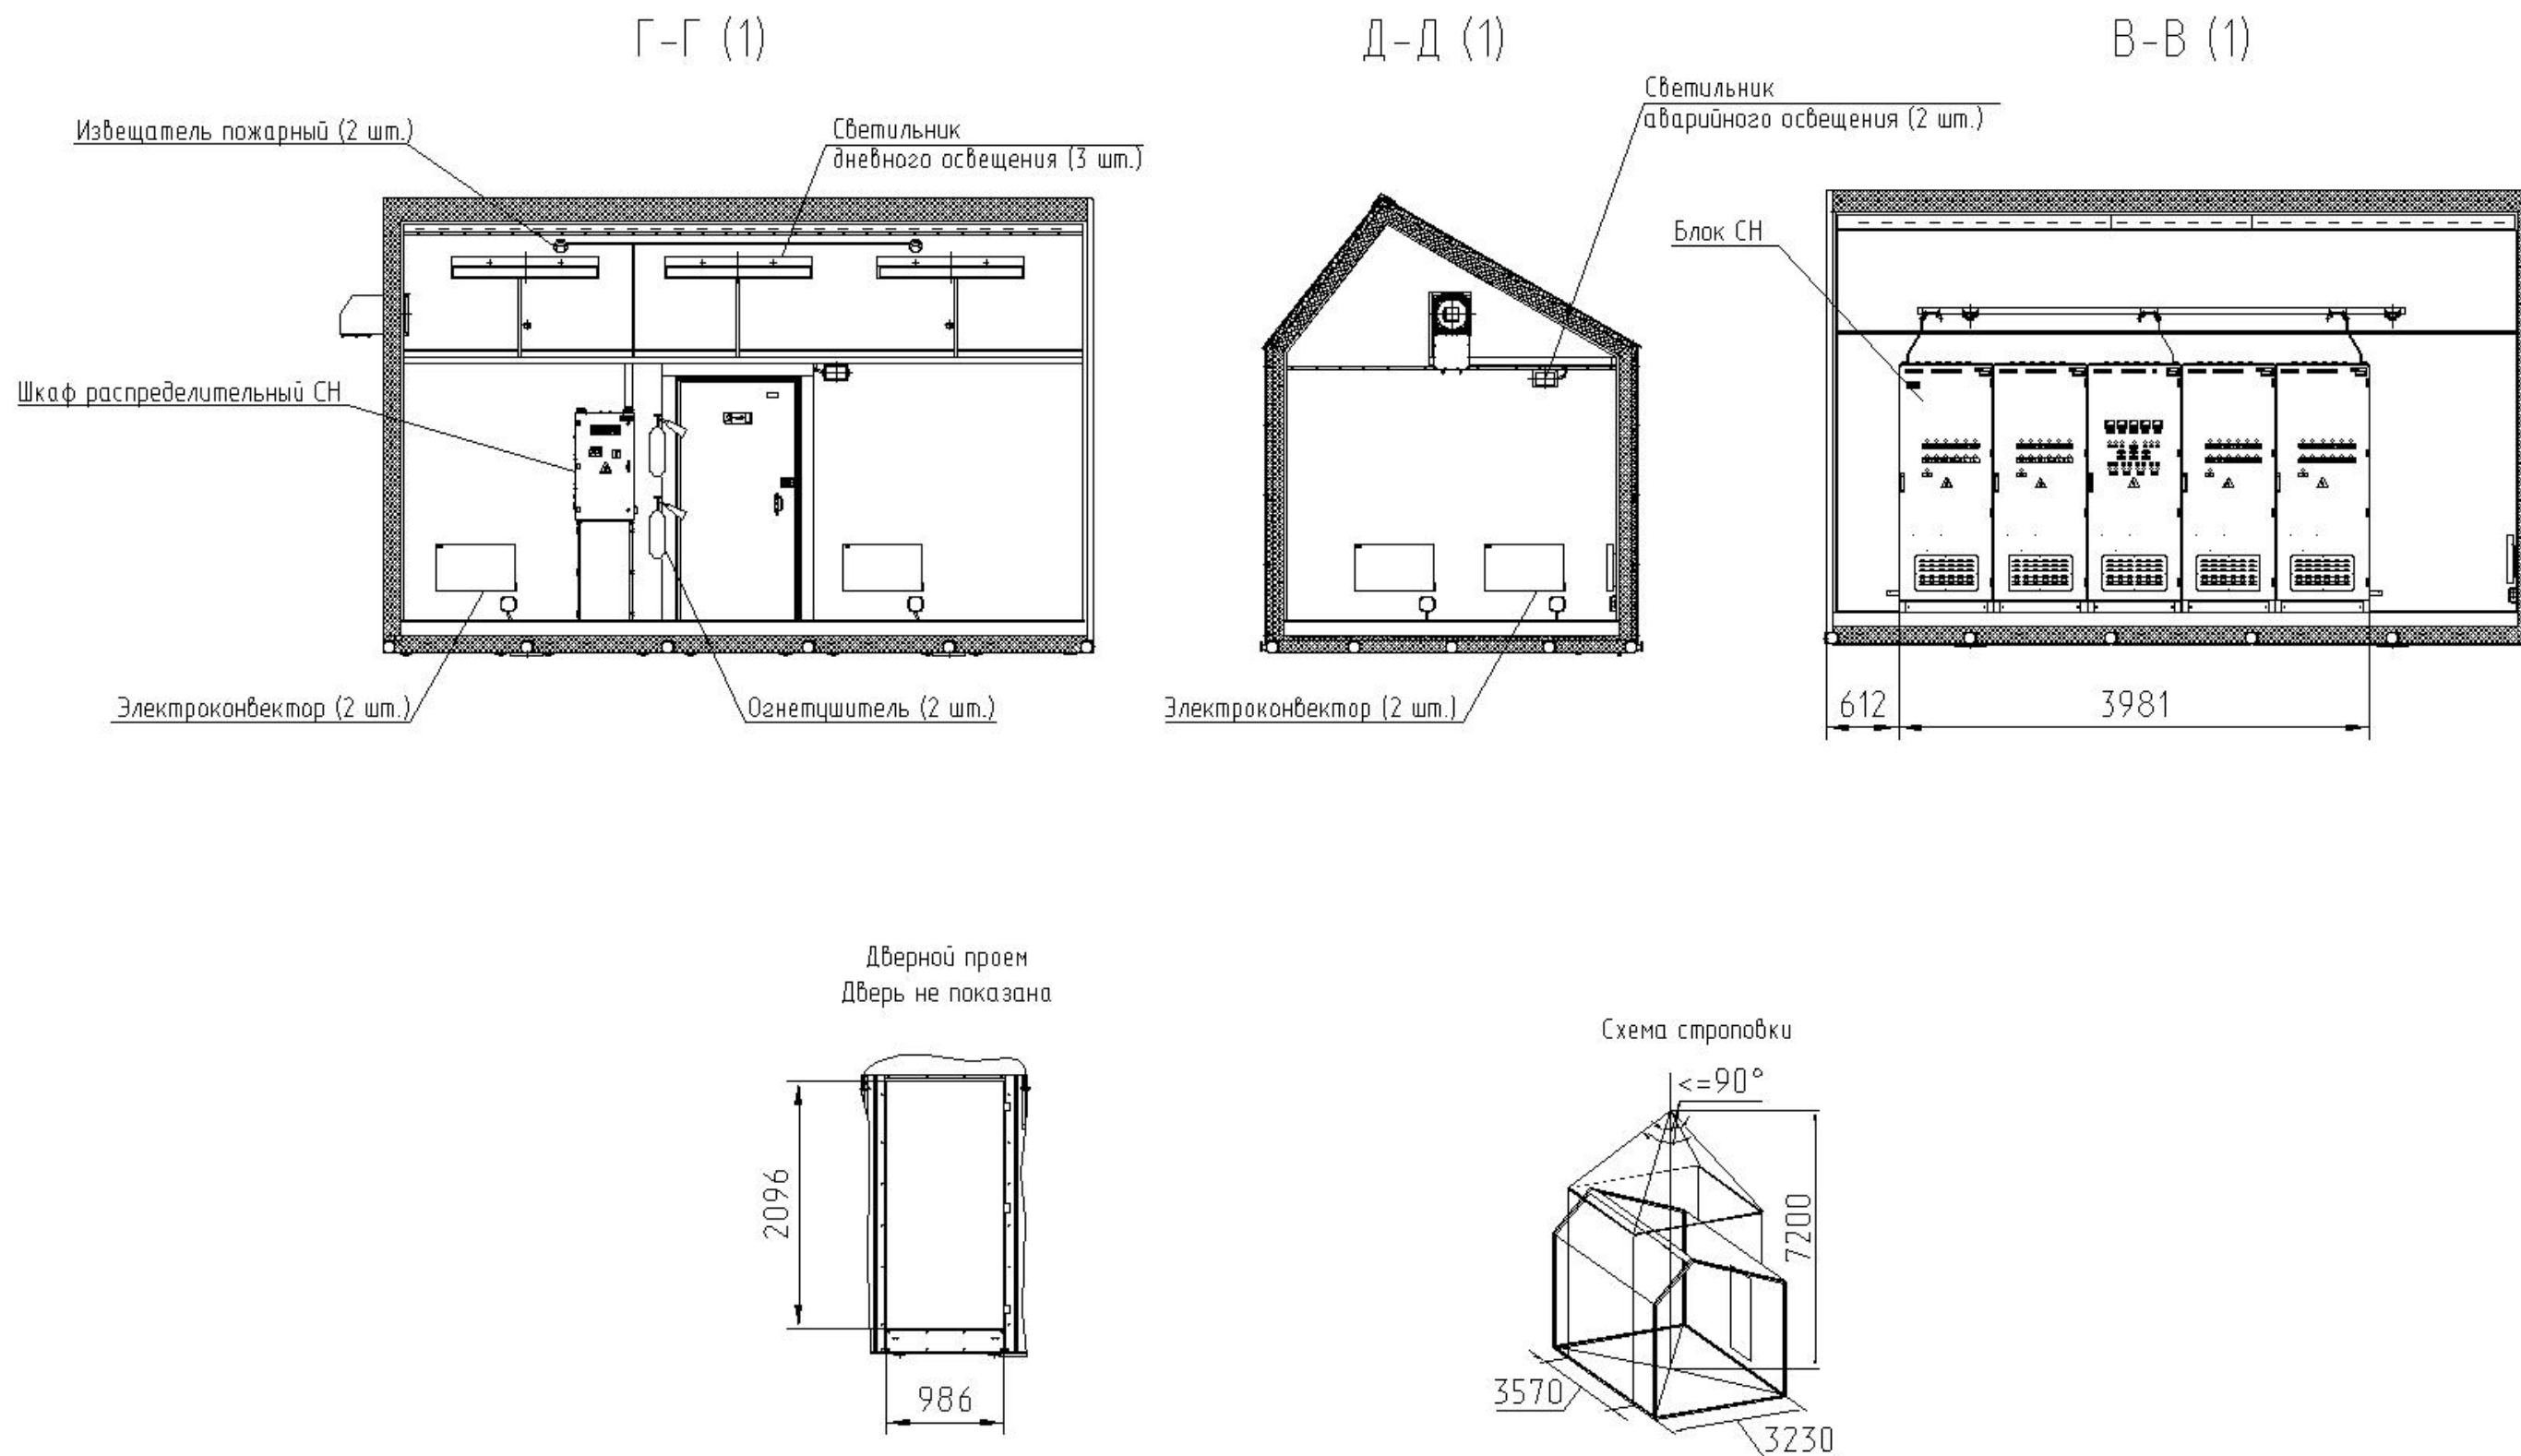 Г-Г (1)
Д-Д (1)
В-В (1)
Извещатель пожарный (2 шт.)
Светильник
дневного освещения (3 шт.)
Светильник
аварийного освещения (2 шт.)
Блок СН
Шкаф распределительный СН
Электроконвектор (2 шт.)
Огнетушитель (2 шт.)
Электроконвектор (2 шт.)
612
3981
Дверной проем
Дверь не показана
2096
986
Схема строповки
<=90°
7200
3570
3230